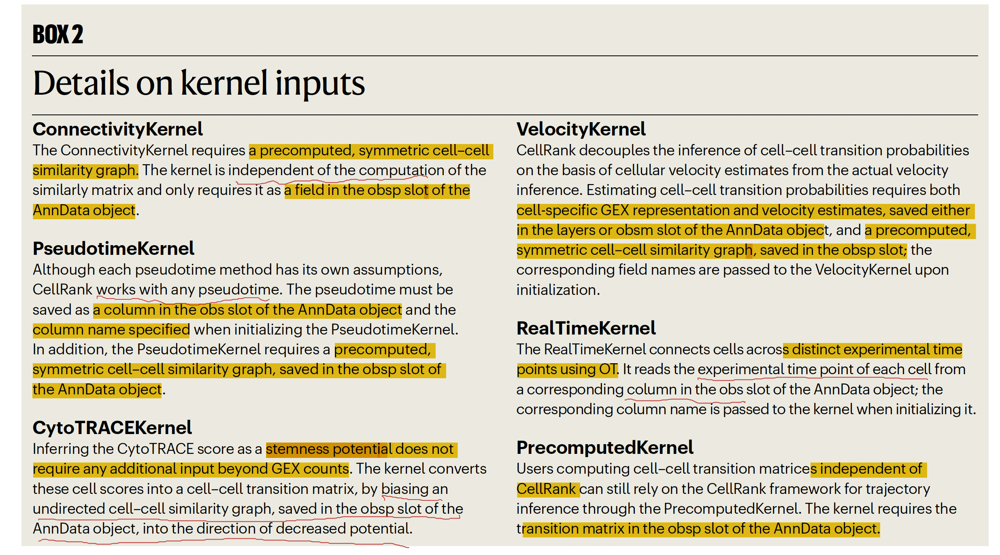 BOX 2
Details on kernel inputs
ConnectivityKernel
The ConnectivityKernel requires a precomputed, symmetric cell–cell
similarity graph. The kernel is independent of the computation of the
similarly matrix and only requires it as a field in the obsp slot of the
AnnData object.
PseudotimeKernel
Although each pseudotime method has its own assumptions,
CellRank works with any pseudotime. The pseudotime must be
saved as a column in the obs slot of the AnnData object and the
column name specified when initializing the PseudotimeKernel.
In addition, the PseudotimeKernel requires a precomputed,
symmetric cell–cell similarity graph, saved in the obsp slot of
the AnnData object.
CytoTRACEKernel
Inferring the CytoTRACE score as a stemness potential does not
require any additional input beyond GEX counts. The kernel converts
these cell scores into a cell–cell transition matrix, by biasing an
undirected cell–cell similarity graph, saved in the obsp slot of the
AnnData object, into the direction of decreased potential.
VelocityKernel
CellRank decouples the inference of cell–cell transition probabilities
on the basis of cellular velocity estimates from the actual velocity
inference. Estimating cell–cell transition probabilities requires both
cell-specific GEX representation and velocity estimates, saved either
in the layers or obsm slot of the AnnData object, and a precomputed,
symmetric cell–cell similarity graph, saved in the obsp slot; the
corresponding field names are passed to the VelocityKernel upon
initialization.
RealTimeKernel
The RealTimeKernel connects cells across distinct experimental time
points using OT. It reads the experimental time point of each cell from
a corresponding column in the obs slot of the AnnData object; the
corresponding column name is passed to the kernel when initializing it.
PrecomputedKernel
Users computing cell–cell transition matrices independent of
CellRank can still rely on the CellRank framework for trajectory
inference through the PrecomputedKernel. The kernel requires the
transition matrix in the obsp slot of the AnnData object.